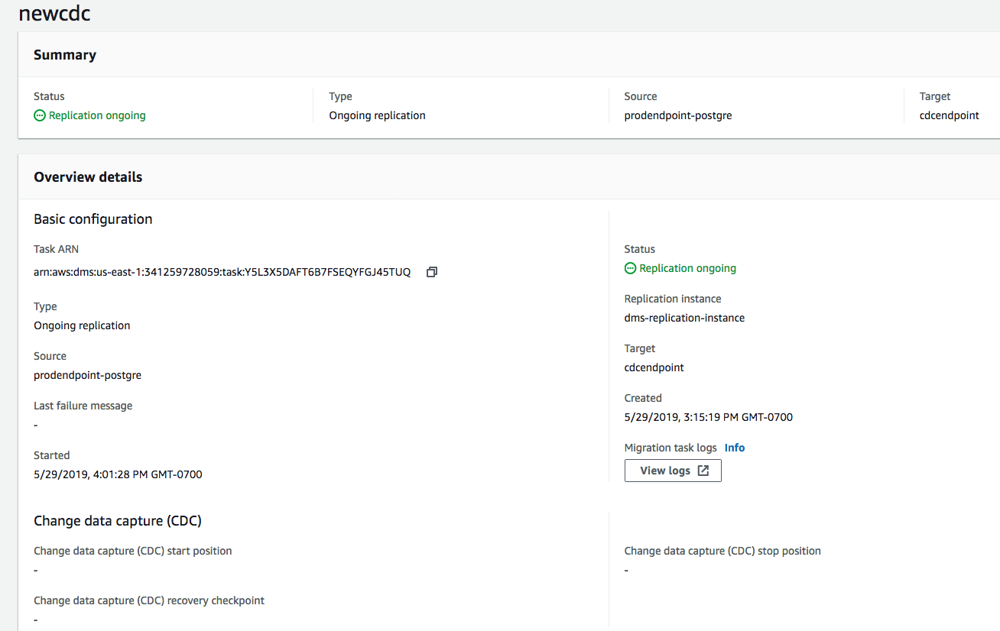 newcdc
Summary
Status
Type
Source
Target
Replication ongoing
Ongoing replication
prodendpoint-postgre
cdcendpoint
Overview details
Basic configuration
Task ARN
arn:aws:dms:us-east-1:341259728059:task:Y5L3X5DAFT6B7FSEQYFGJ45TUQ
Type
Ongoing replication
Source
prodendpoint-postgre
Last failure message
-
Started
5/29/2019, 4:01:28 PM GMT-0700
Status
Replication ongoing
Replication instance
dms-replication-instance
Target
cdcendpoint
Created
5/29/2019, 3:15:19 PM GMT-0700
Migration task logs Info
View logs
Change data capture (CDC)
Change data capture (CDC) start position
-
Change data capture (CDC) recovery checkpoint
-
Change data capture (CDC) stop position
-